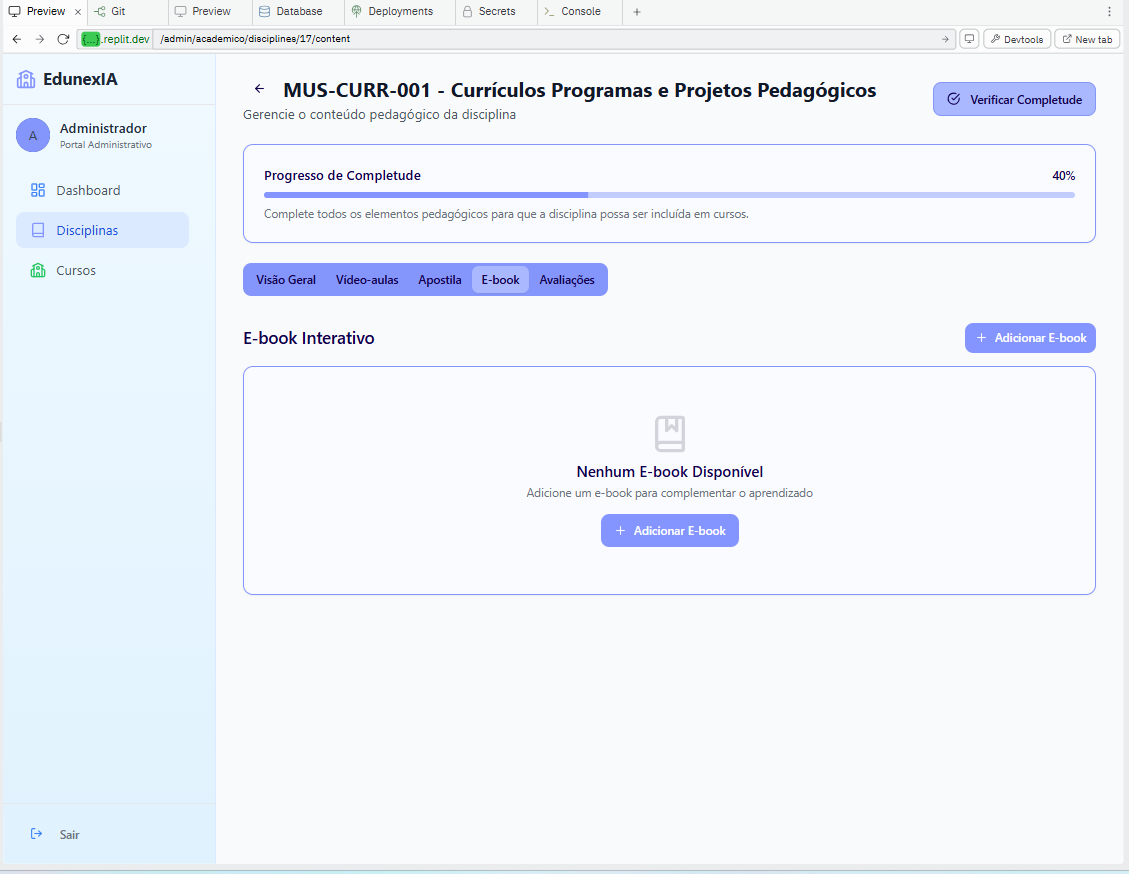 Preview
Git
Preview
Database
Deployments
Secrets
Console
{...}.replit.dev
/admin/academico/disciplines/17/content
Devtools
New tab
EdunexIA
A
Administrador
Portal Administrativo
Dashboard
Disciplinas
Cursos
Sair
MUS-CURR-001 - Currículos Programas e Projetos Pedagógicos
Gerencie o conteúdo pedagógico da disciplina
Verificar Completude
Progresso de Completude
40%
Complete todos os elementos pedagógicos para que a disciplina possa ser incluída em cursos.
Visão Geral
Vídeo-aulas
Apostila
E-book
Avaliações
E-book Interativo
+ Adicionar E-book
Nenhum E-book Disponível
Adicione um e-book para complementar o aprendizado
+ Adicionar E-book